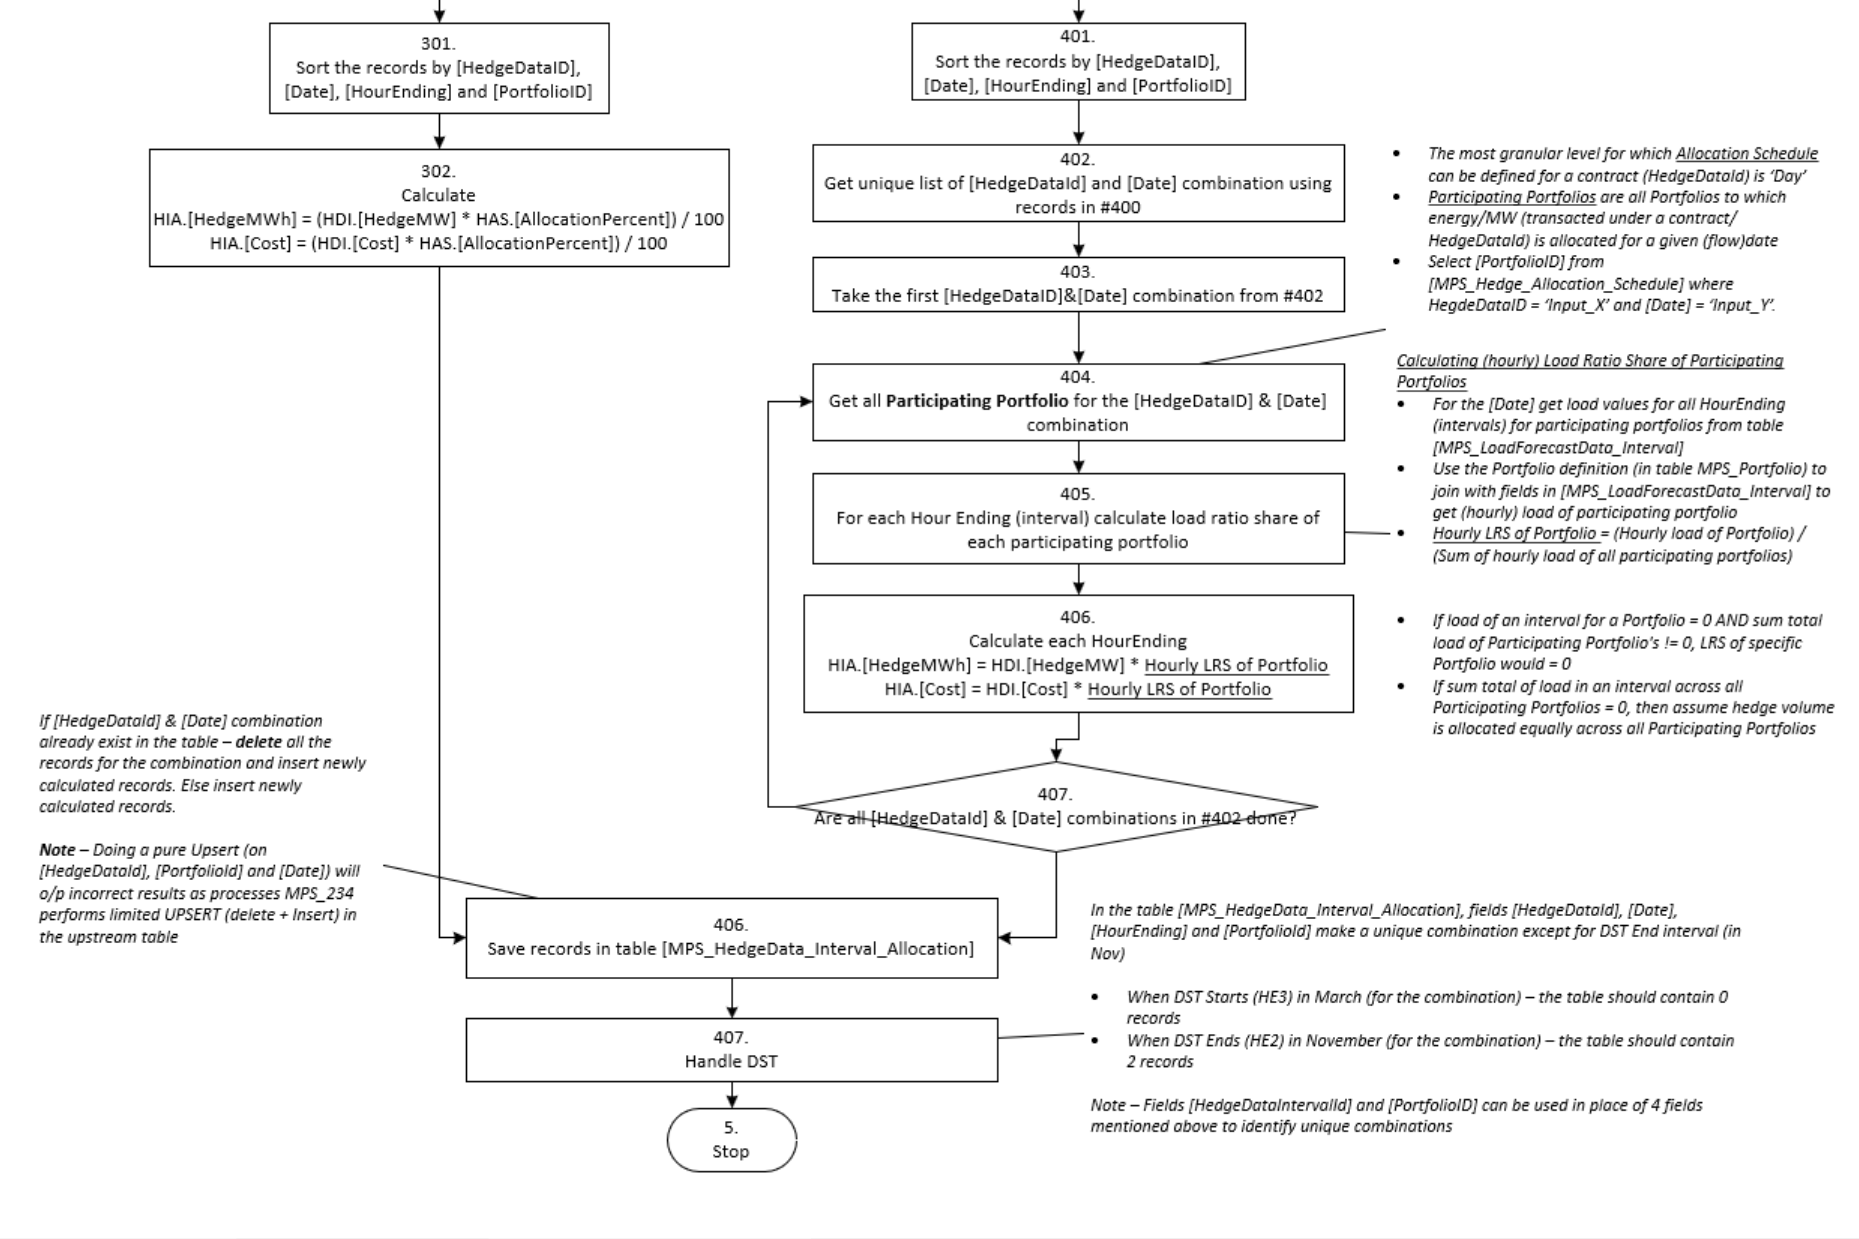 301.
Sort the records by [HedgeDataID],
[Date], [HourEnding] and [PortfolioID]
302.
Calculate
HIA.[HedgeMWh] = (HDI.[HedgeMW] * HAS.[AllocationPercent]) / 100
HIA.[Cost] = (HDI.[Cost] * HAS.[AllocationPercent]) / 100
401.
Sort the records by [HedgeDataID],
[Date], [HourEnding] and [PortfolioID]
402.
Get unique list of [HedgeDataId] and [Date] combination using
records in #400
403.
Take the first [HedgeDataID]&[Date] combination from #402
404.
Get all Participating Portfolio for the [HedgeDataID] & [Date]
combination
405.
For each Hour Ending (interval) calculate load ratio share of
each participating portfolio
406.
Calculate each HourEnding
HIA.[HedgeMWh] = HDI.[HedgeMW] * Hourly LRS of Portfolio
HIA.[Cost] = HDI.[Cost] * Hourly LRS of Portfolio
407.
Are all [HedgeDataId] & [Date] combinations in #402 done?
• The most granular level for which Allocation Schedule
can be defined for a contract (HedgeDataId) is ‘Day’
• Participating Portfolios are all Portfolios to which
energy/MW (transacted under a contract/
HedgeDataId) is allocated for a given (flow)date
• Select [PortfolioID] from
[MPS_Hedge_Allocation_Schedule] where
HegdeDataID = ‘Input_X’ and [Date] = ‘Input_Y’.
Calculating (hourly) Load Ratio Share of Participating
Portfolios
• For the [Date] get load values for all HourEnding
(intervals) for participating portfolios from table
[MPS_LoadForecastData_Interval]
• Use the Portfolio definition (in table MPS_Portfolio) to
join with fields in [MPS_LoadForecastData_Interval] to
get (hourly) load of participating portfolio
• Hourly LRS of Portfolio = (Hourly load of Portfolio) /
(Sum of hourly load of all participating portfolios)
• If load of an interval for a Portfolio = 0 AND sum total
load of Participating Portfolio's != 0, LRS of specific
Portfolio would = 0
• If sum total of load in an interval across all
Participating Portfolios = 0, then assume hedge volume
is allocated equally across all Participating Portfolios
If [HedgeDataId] & [Date] combination
already exist in the table – delete all the
records for the combination and insert newly
calculated records. Else insert newly
calculated records.
Note – Doing a pure Upsert (on
[HedgeDataId], [PortfolioId] and [Date]) will
o/p incorrect results as processes MPS_234
performs limited UPSERT (delete + Insert) in
the upstream table
406.
Save records in table [MPS_HedgeData_Interval_Allocation]
407.
Handle DST
5.
Stop
In the table [MPS_HedgeData_Interval_Allocation], fields [HedgeDataId], [Date],
[HourEnding] and [PortfolioId] make a unique combination except for DST End interval (in
Nov)
• When DST Starts (HE3) in March (for the combination) – the table should contain 0
records
• When DST Ends (HE2) in November (for the combination) – the table should contain
2 records
Note – Fields [HedgeDataIntervalId] and [PortfolioID] can be used in place of 4 fields
mentioned above to identify unique combinations